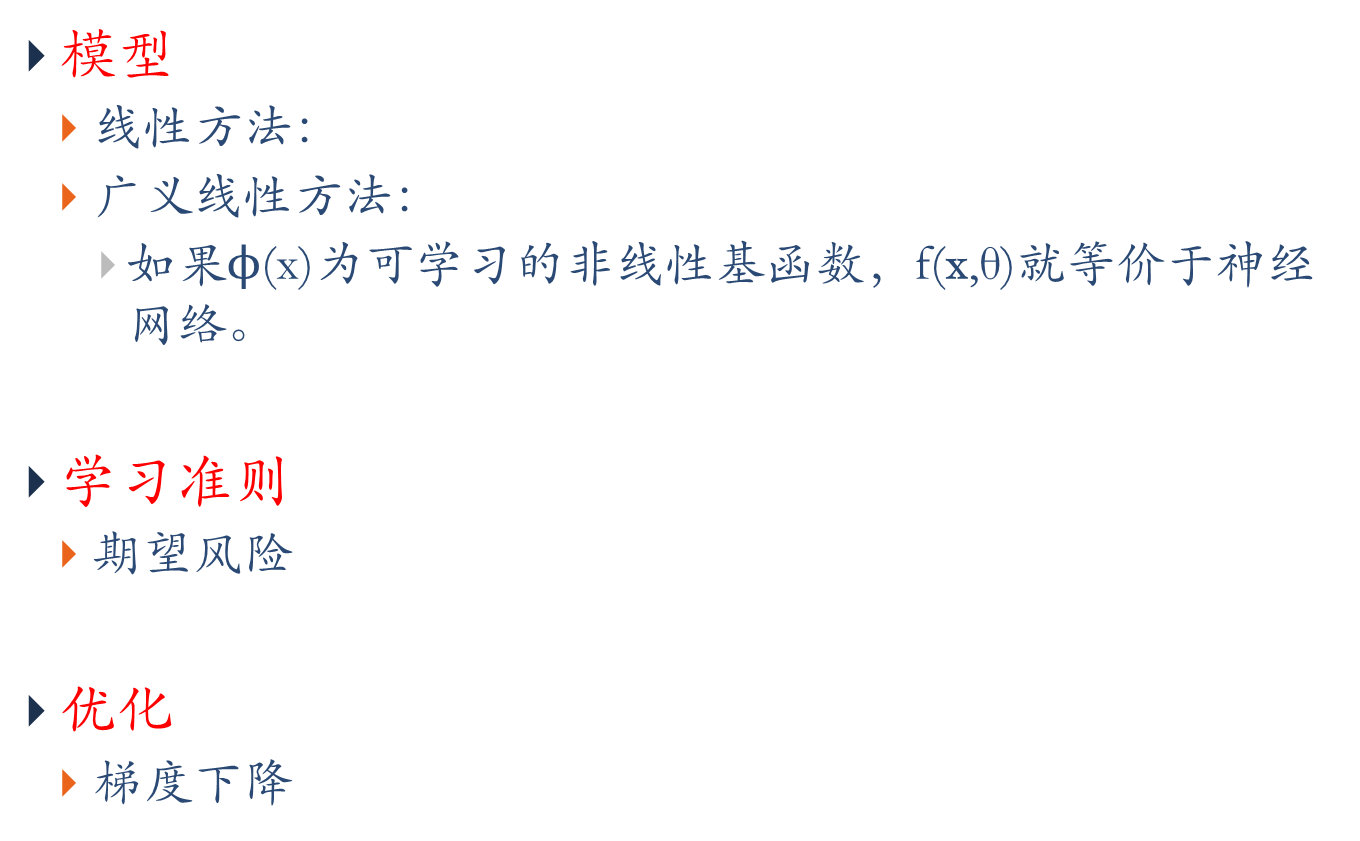 模型
线性方法：
广义线性方法：
如果ϕ(x)为可学习的非线性基函数，f(x,θ)就等价于神经
网络。
学习准则
期望风险
优化
梯度下降